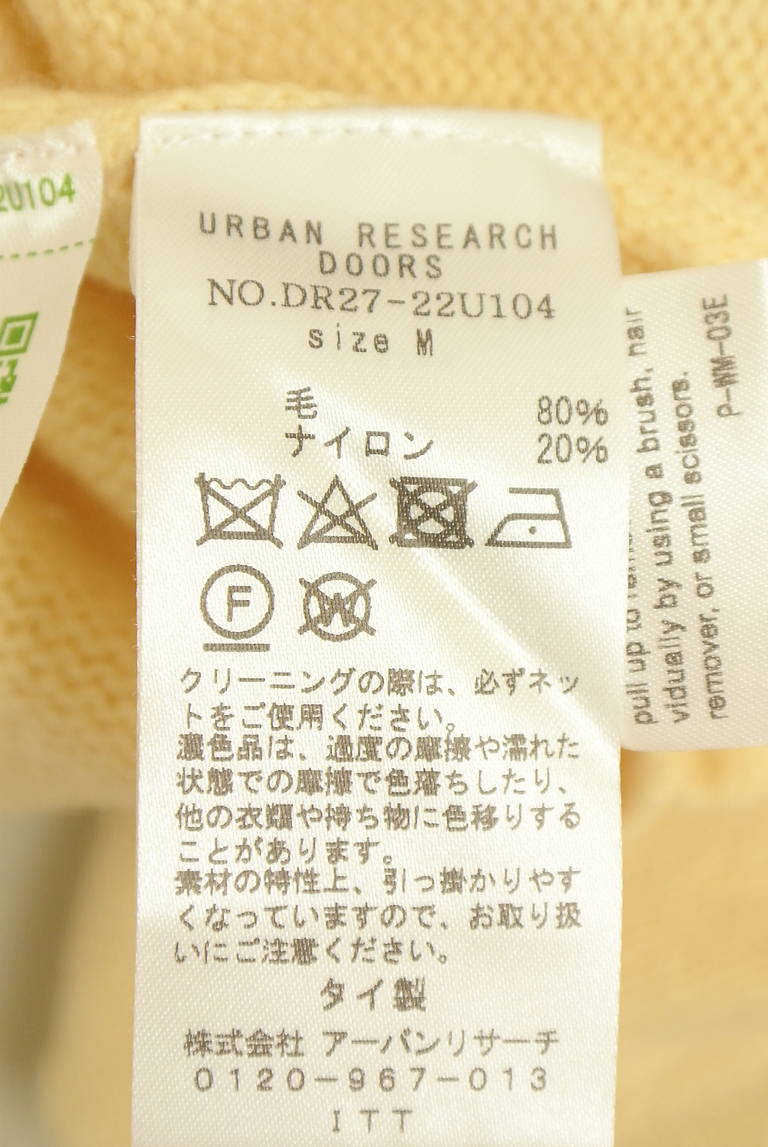 2U104
URBAN RESEARCH
DOORS
NO.DR27-22U104
size M
毛 80%
ナイロン 20%
F
W
クリーニングの際は、必ずネッ
トをご使用ください。
濃色品は、過度の摩擦や濡れた
状態での摩擦で色落ちしたり、
他の衣類や持ち物に色移りする
ことがあります。
素材の特性上、引っ掛かりやす
くなっていますので、お取り扱
いにご注意ください。
タイ製
株式会社 アーバンリサーチ
0120-967-013
ITT
pull up to
vidually by using a brush, hair
remover, or small scissors.
P-WM-03E